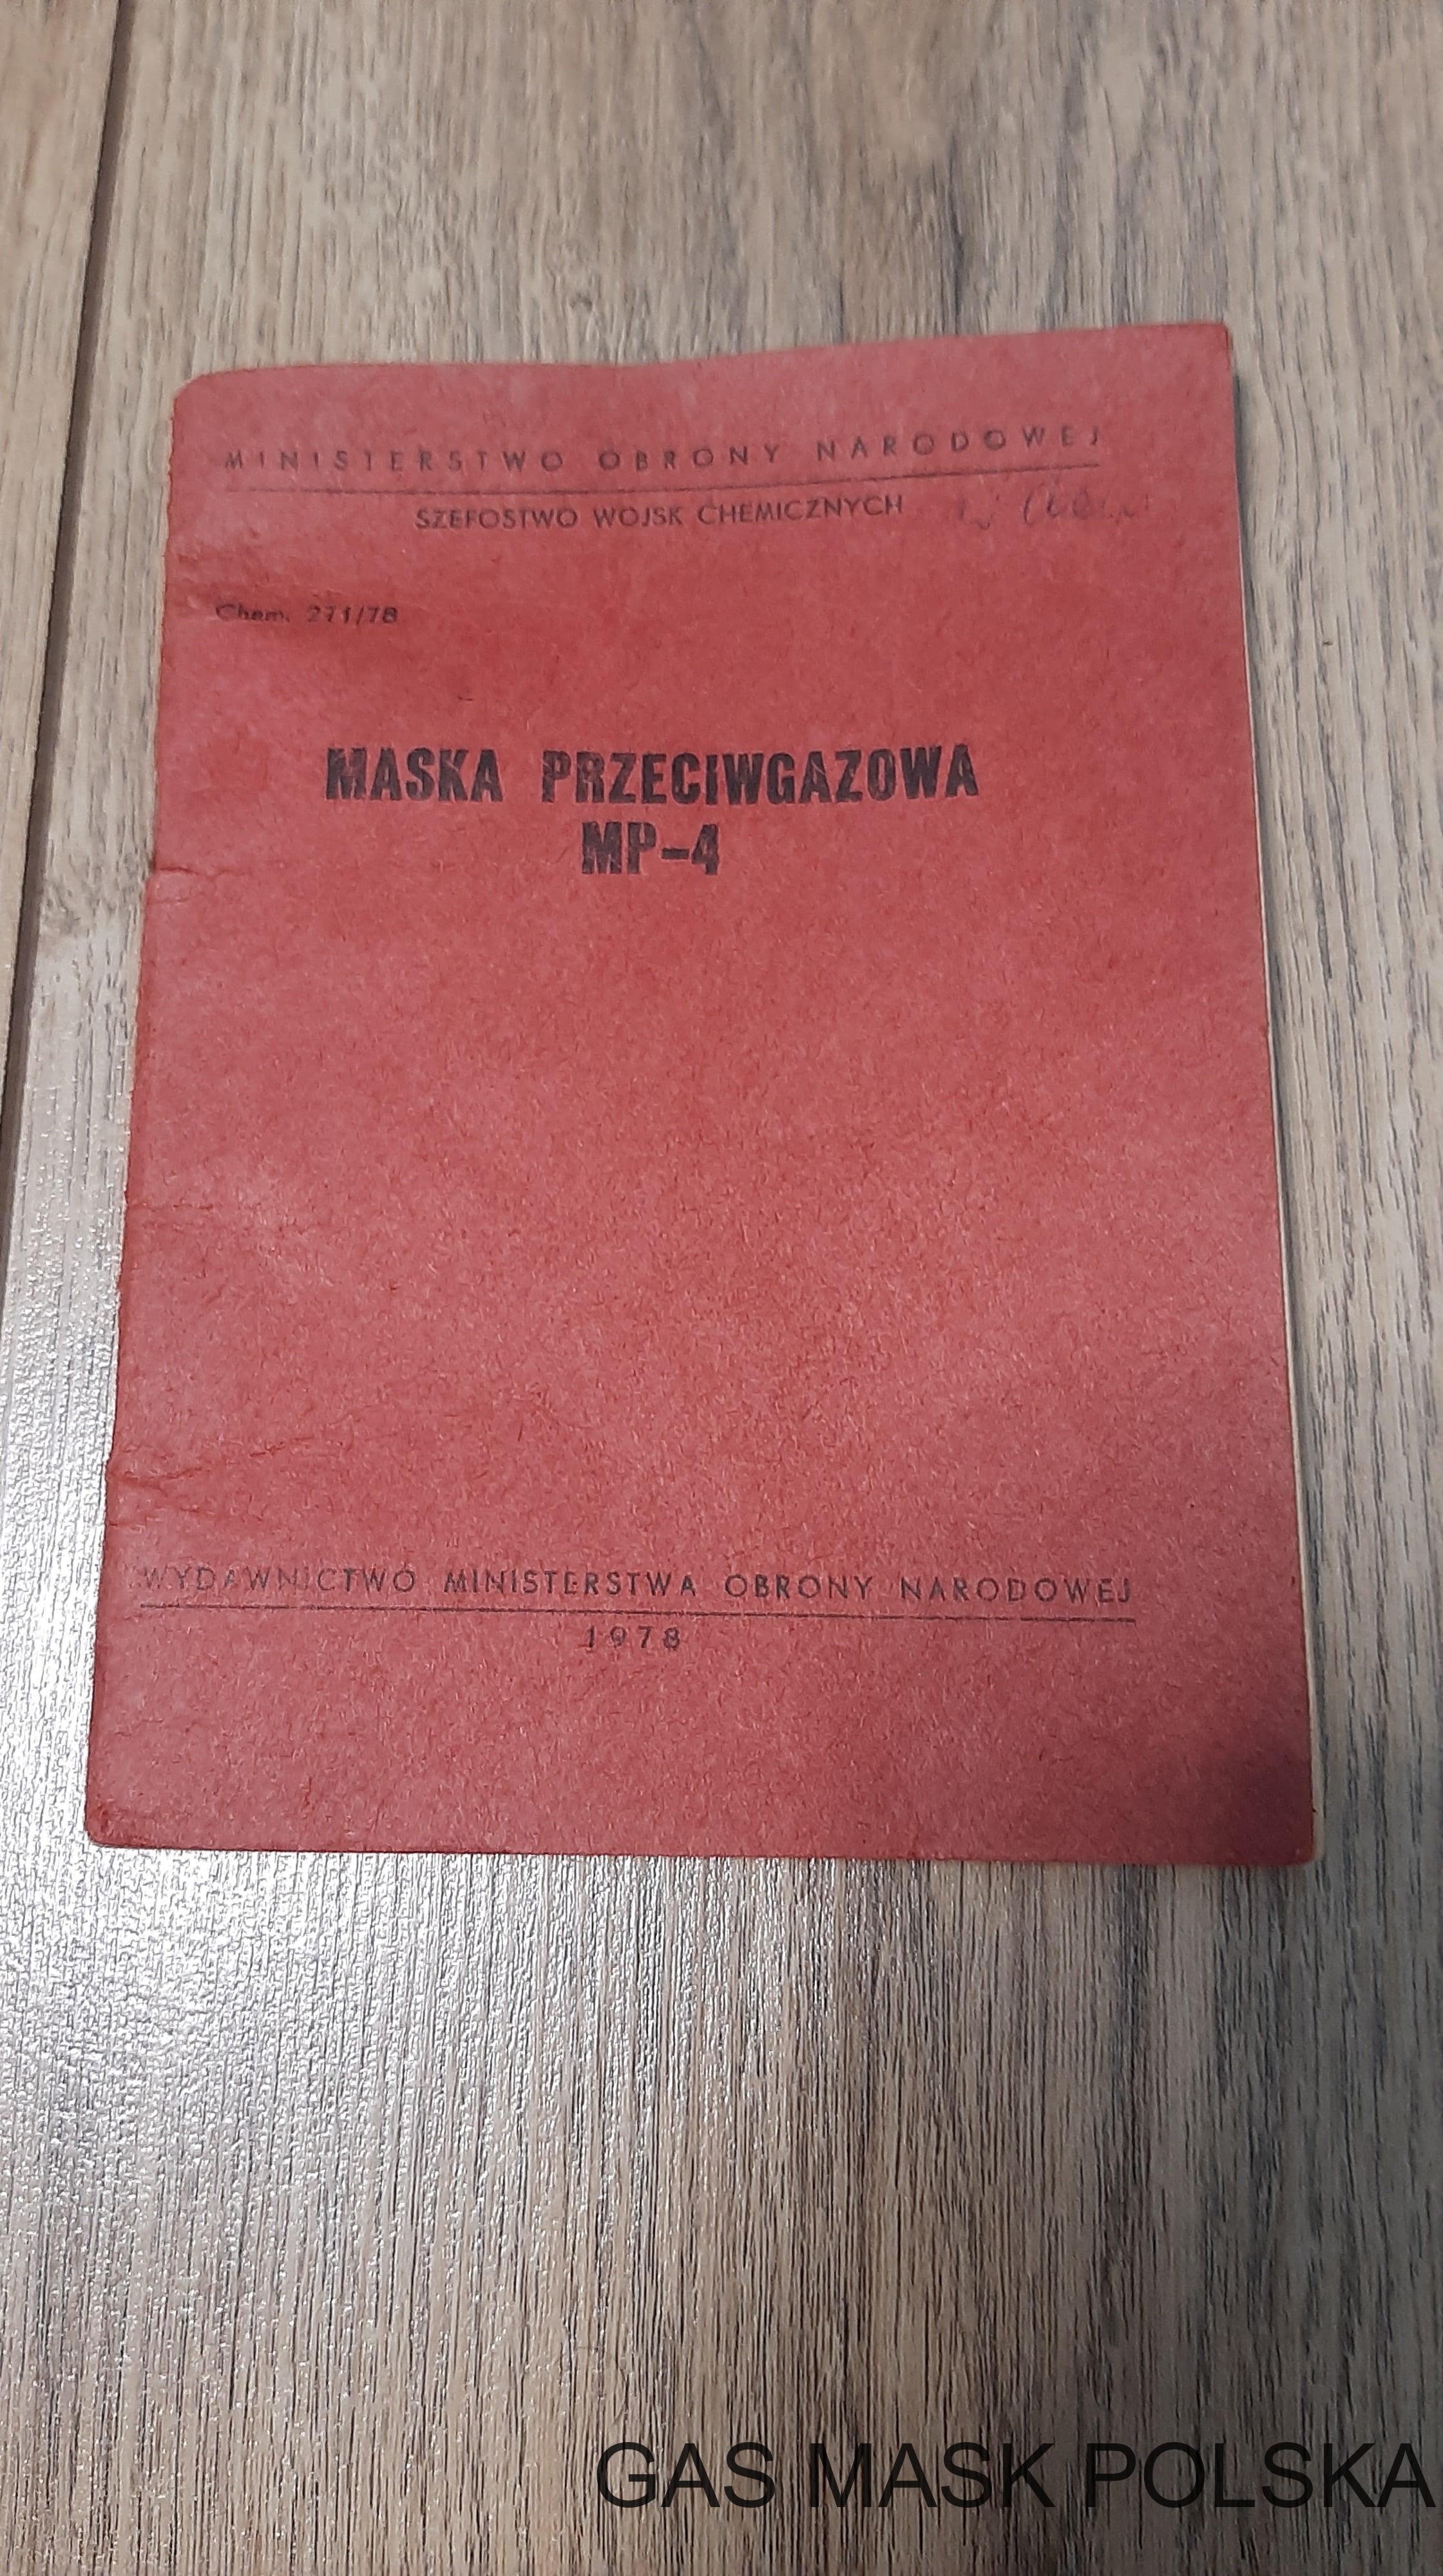 MINISTERSTWO OBRONY NARODOWEJ
SZEFOSTWO WOJSK CHEMICZNYCH
Chem. 271/78
MASKA PRZECIWGAZOWA
MP-4
WYDAWNICTWO MINISTERSTWA OBRONY NARODOWEJ
1978
GAS MASK POLSKA